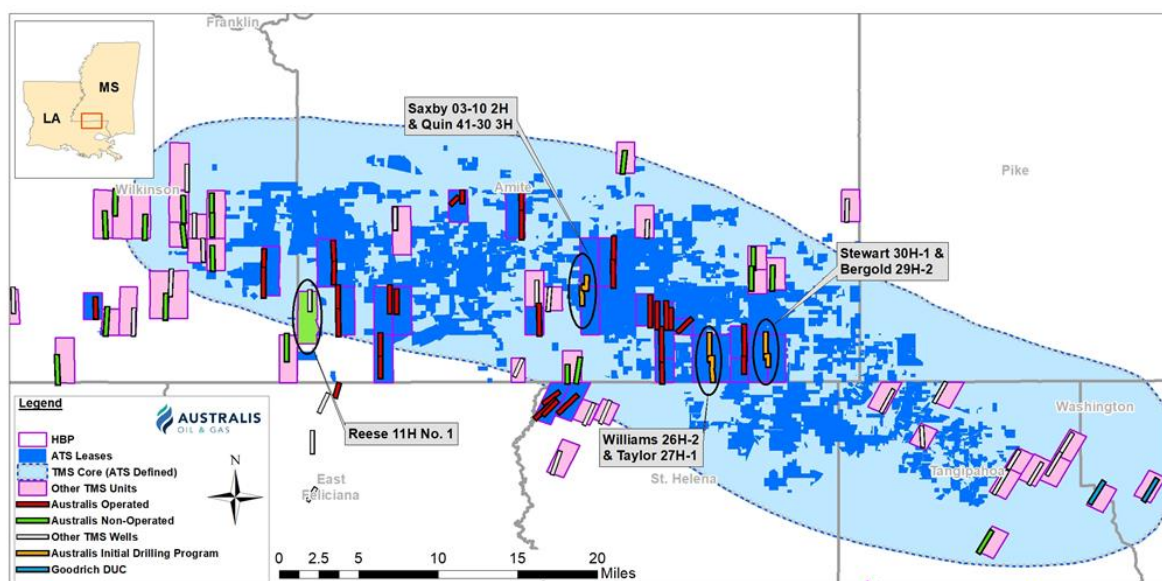 Franklin
MS
LA
Saxby 03-10 2H
& Quin 41-30 3H
Wilkinson
Amite
Pike
Stewart 30H-1 &
Bergold 29H-2
Reese 11H No. 1
Williams 26H-2
& Taylor 27H-1
Washington
Tangipahoa
St. Helena
East
Feliciana
Legend
AUSTRALIS
OIL & GAS
HBP
ATS Leases
TMS Core (ATS Defined)
Other TMS Units
Australis Operated
Australis Non-Operated
Other TMS Wells
Australis Initial Drilling Program
Goodrich DUC
N
0 2.5 5 10 15 20
Miles